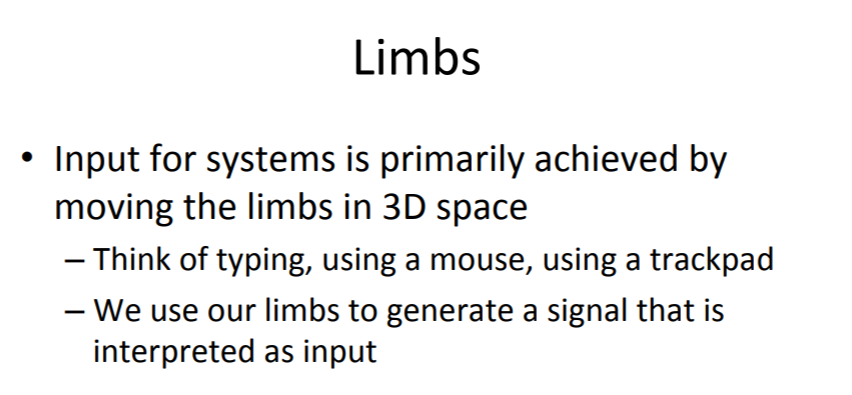 Limbs
• Input for systems is primarily achieved by
moving the limbs in 3D space
– Think of typing, using a mouse, using a trackpad
– We use our limbs to generate a signal that is
interpreted as input